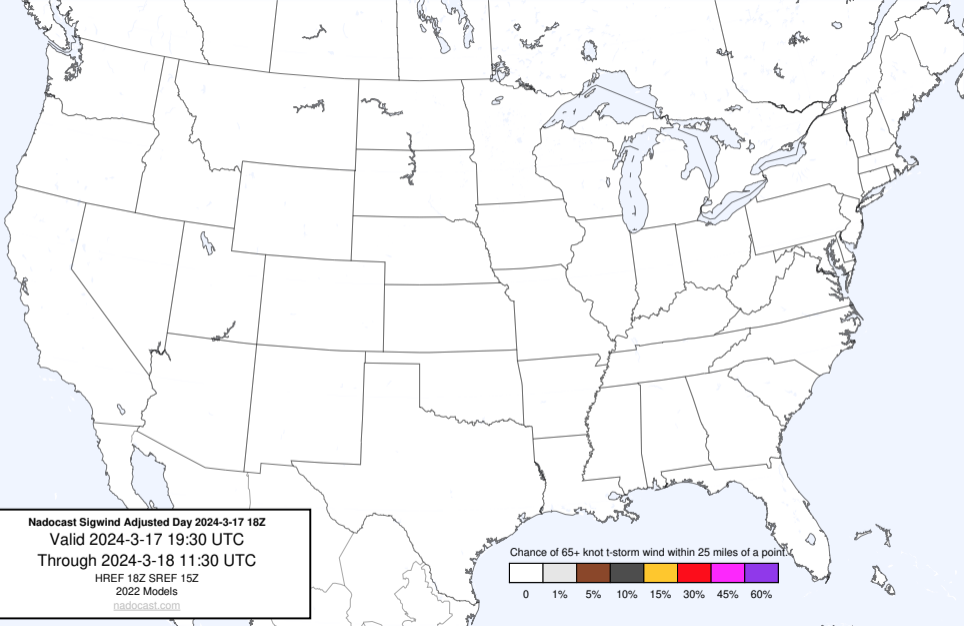 Nadocast Sigwind Adjusted Day 2024-3-17 18Z
Valid 2024-3-17 19:30 UTC
Through 2024-3-18 11:30 UTC
HREF 18Z SREF 15Z
2022 Models
nadocast.com
Chance of 65+ knot t-storm wind within 25 miles of a point.
0 1% 5% 10% 15% 30% 45% 60%